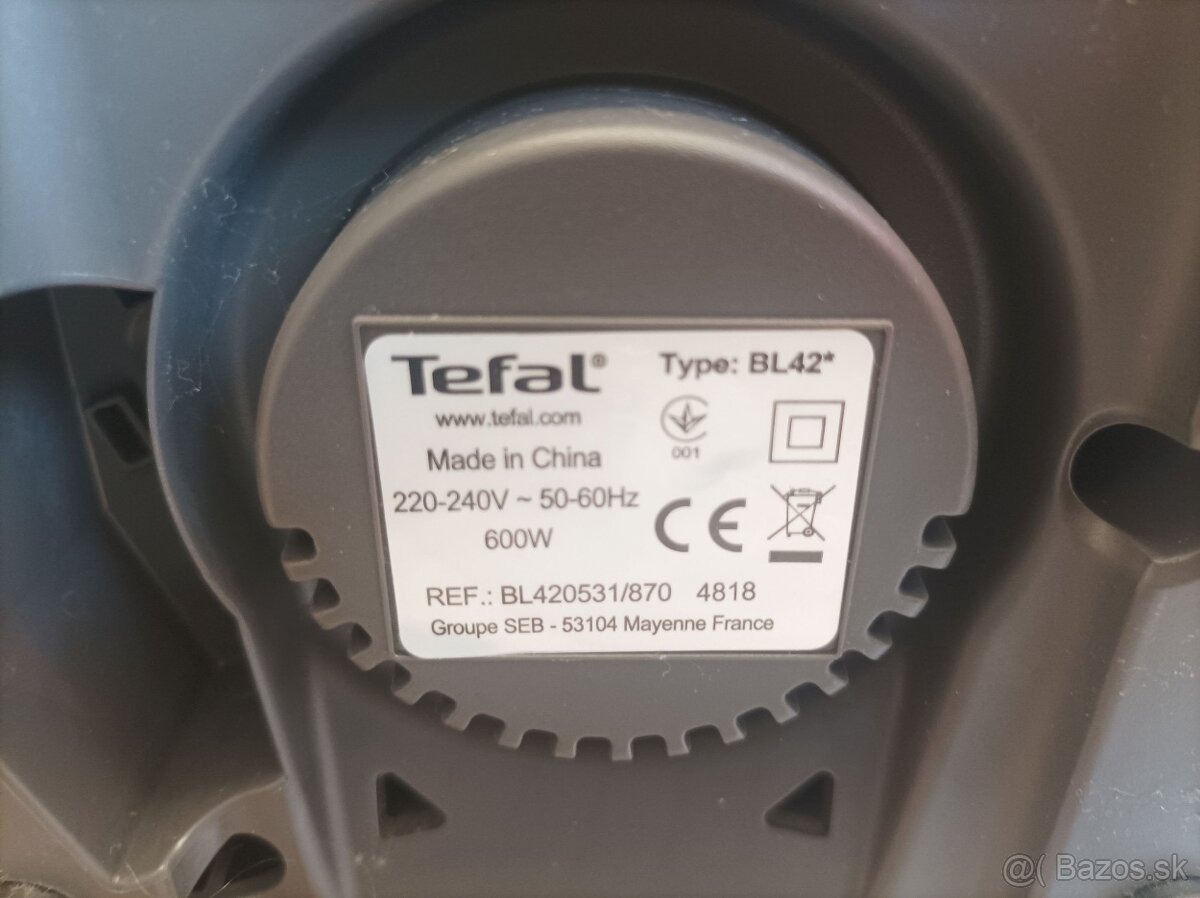 Tefal®
Type: BL42*
www.tefal.com
001
Made in China
220-240V ~ 50-60Hz
600W
CE
REF.: BL420531/870 4818
Groupe SEB - 53104 Mayenne France
@( Bazos.sk